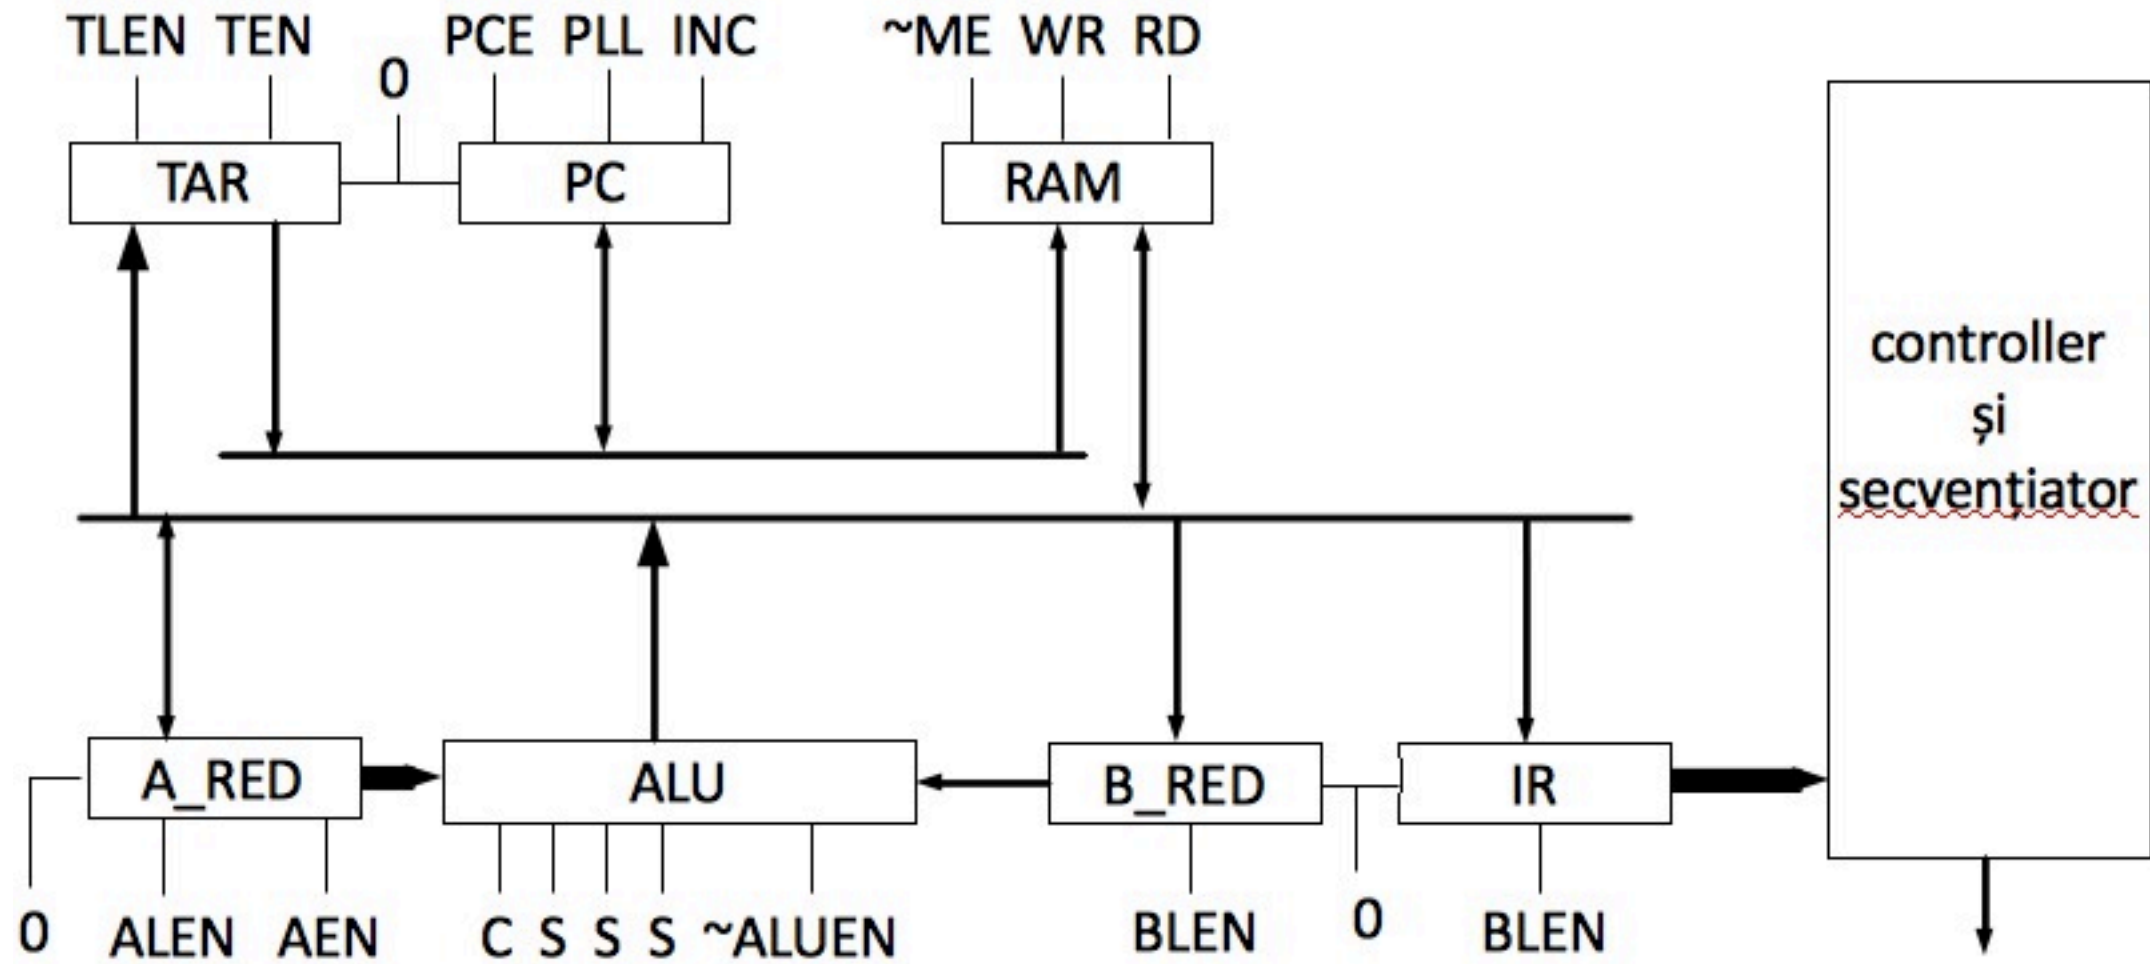 TLEN TEN PCE PLL INC ~ME WR RD
0
TAR PC RAM
controller
și
secvențiator
A_RED ALU B_RED IR
0 ALEN AEN C S S S ~ALUEN BLEN 0 BLEN